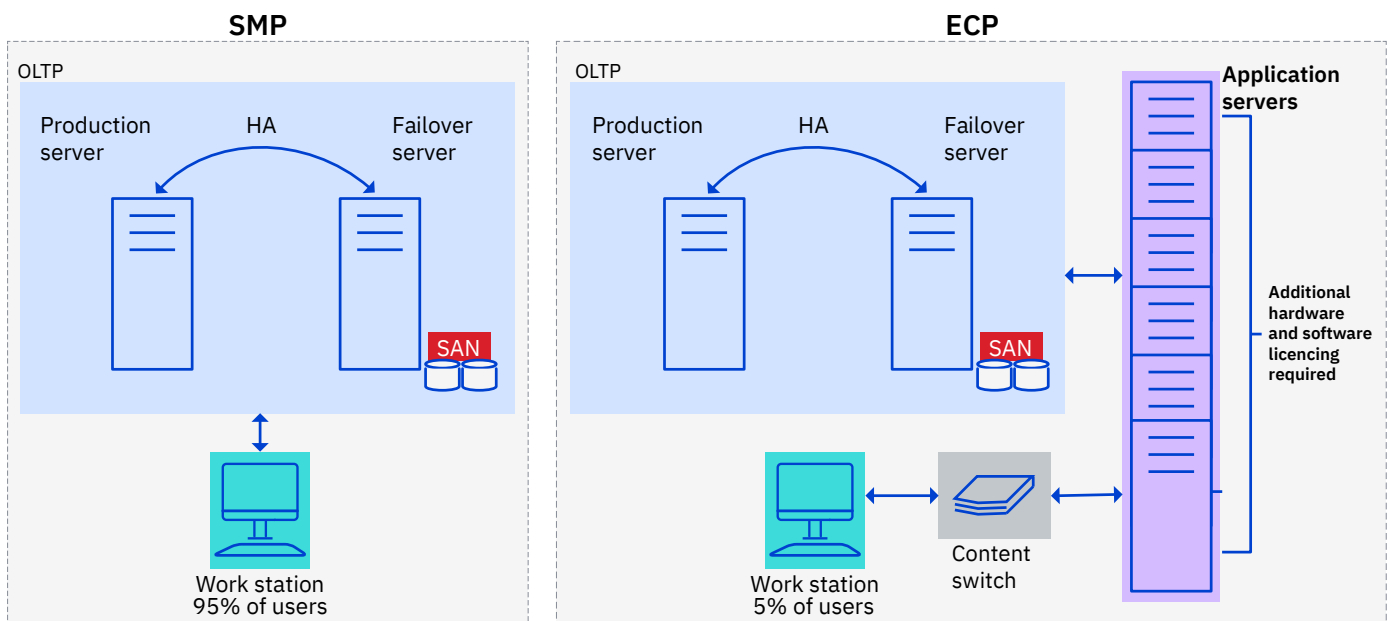 SMP
OLTP
Production
server
HA
Failover
server
SAN
Work station
95% of users
ECP
OLTP
Production
server
HA
Failover
server
SAN
Application
servers
Additional
hardware
and software
licencing
required
Work station
5% of users
Content
switch